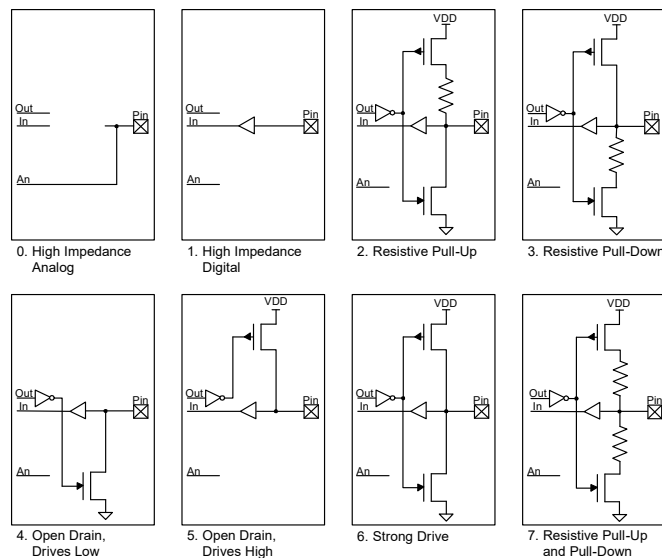 VDD
VDD
Out
In
Pin
An
Out
In
Pin
An
Out
In
Pin
An
Out
In
Pin
An
0. High Impedance
Analog
1. High Impedance
Digital
2. Resistive Pull-Up
3. Resistive Pull-Down
VDD
VDD
VDD
Out
In
Pin
An
Out
In
Pin
An
Out
In
Pin
An
Out
In
Pin
An
4. Open Drain,
Drives Low
5. Open Drain,
Drives High
6. Strong Drive
7. Resistive Pull-Up
and Pull-Down